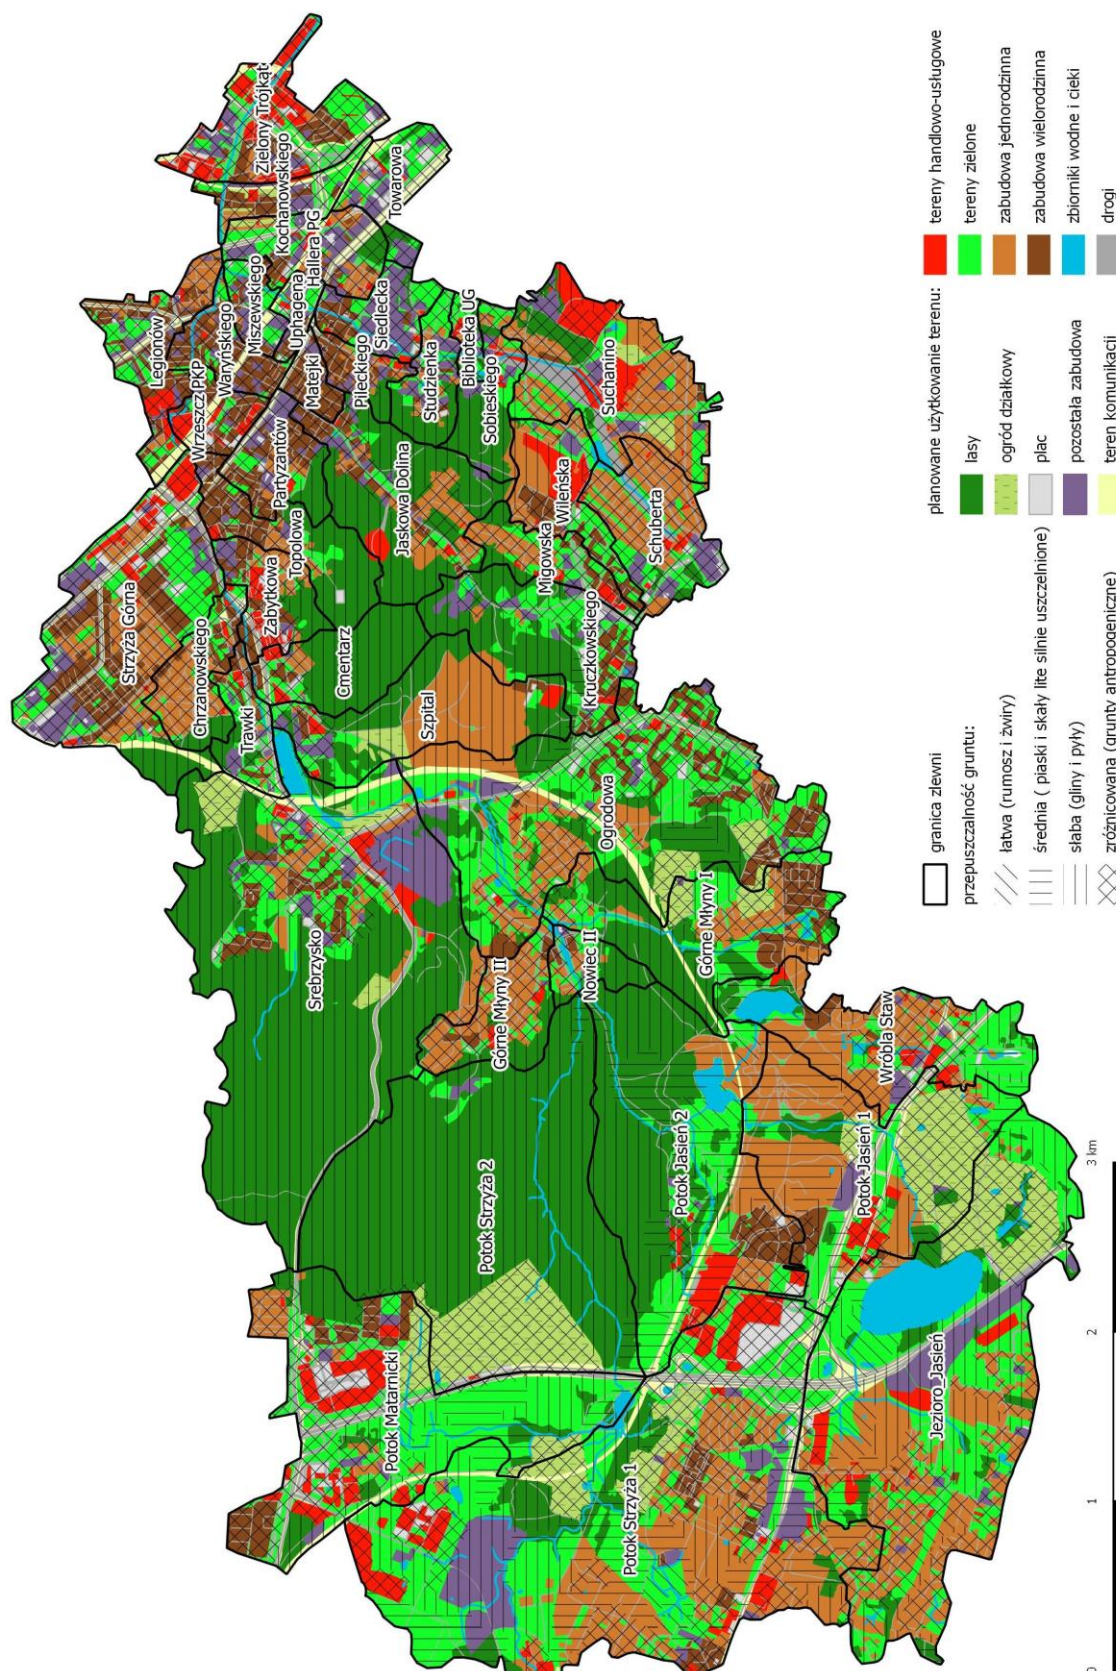 Zielony Trójkąt
Kochanowskiego
Hallera PG
Towarowa
Legionów
Waryńskiego
Miszewskiego
Uphagena
Wrzeszcz PKP
Matejki
Pileckiego
Siedlecka
Studzienka
Biblioteka UG
Sobieskiego
Partyzantów
Jaśkowa Dolina
Suchanino
Wileńska
Migowska
Schuberta
Strzyża Górna
Topolowa
Zabytkowa
Chrzanowskiego
Trawki
Cmentarz
Szpital
Kruczkowskiego
Ogrodowa
Srebrzysko
Górne Młyny II
Nowiec II
Górne Młyny I
Wróbla Staw
Potok Strzyża 2
Potok Jasień 2
Potok Jasień 1
Potok Matarnicki
Potok Strzyża 1
Jezioro_Jasień
0
1
2
3 km
granica zlewni
przepuszczalność gruntu:
łatwa (rumosz i żwiry)
średnia ( piaski i skały lite silnie uszczelnione)
słaba (gliny i pyły)
zróżnicowana (grunty antropogeniczne)
planowane użytkowanie terenu:
lasy
ogród działkowy
plac
pozostała zabudowa
teren komunikacji
tereny handlowo-usługowe
tereny zielone
zabudowa jednorodzinna
zabudowa wielorodzinna
zbiorniki wodne i cieki
drogi